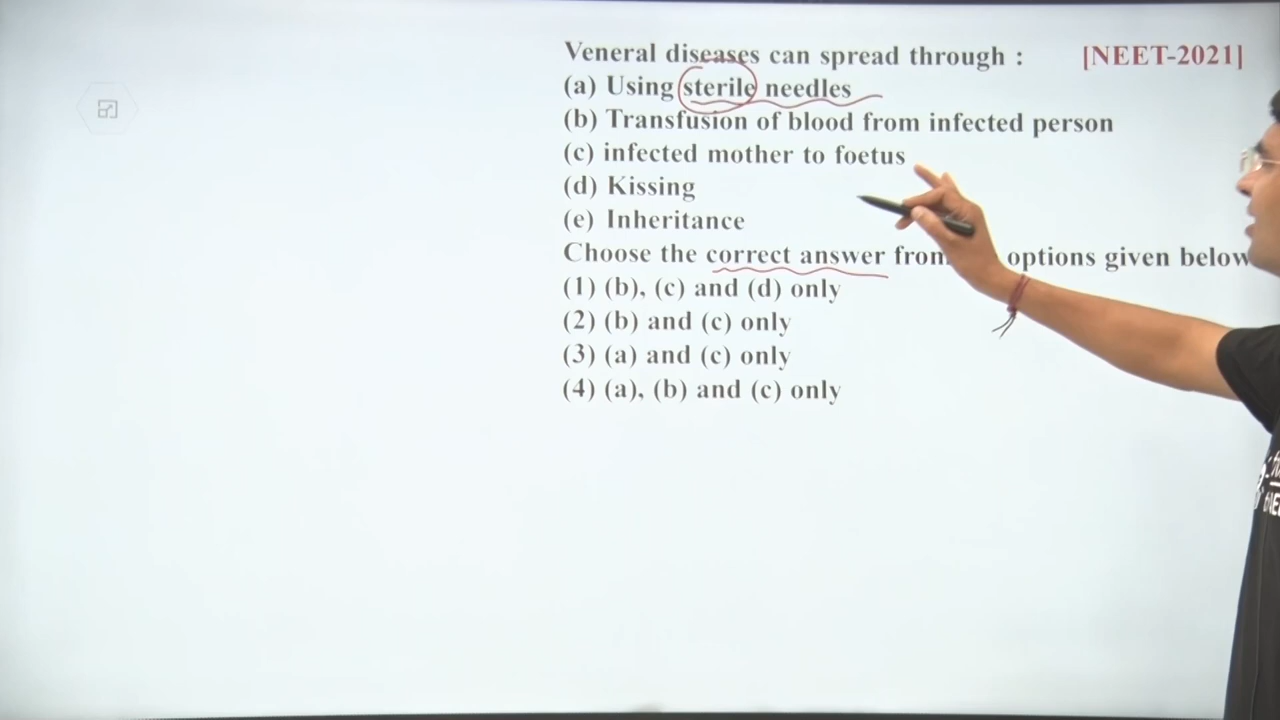 Veneral diseases can spread through : [NEET-2021]
(a) Using sterile needles
(b) Transfusion of blood from infected person
(c) infected mother to foetus
(d) Kissing
(e) Inheritance
Choose the correct answer from options given below
(1) (b), (c) and (d) only
(2) (b) and (c) only
(3) (a) and (c) only
(4) (a), (b) and (c) only